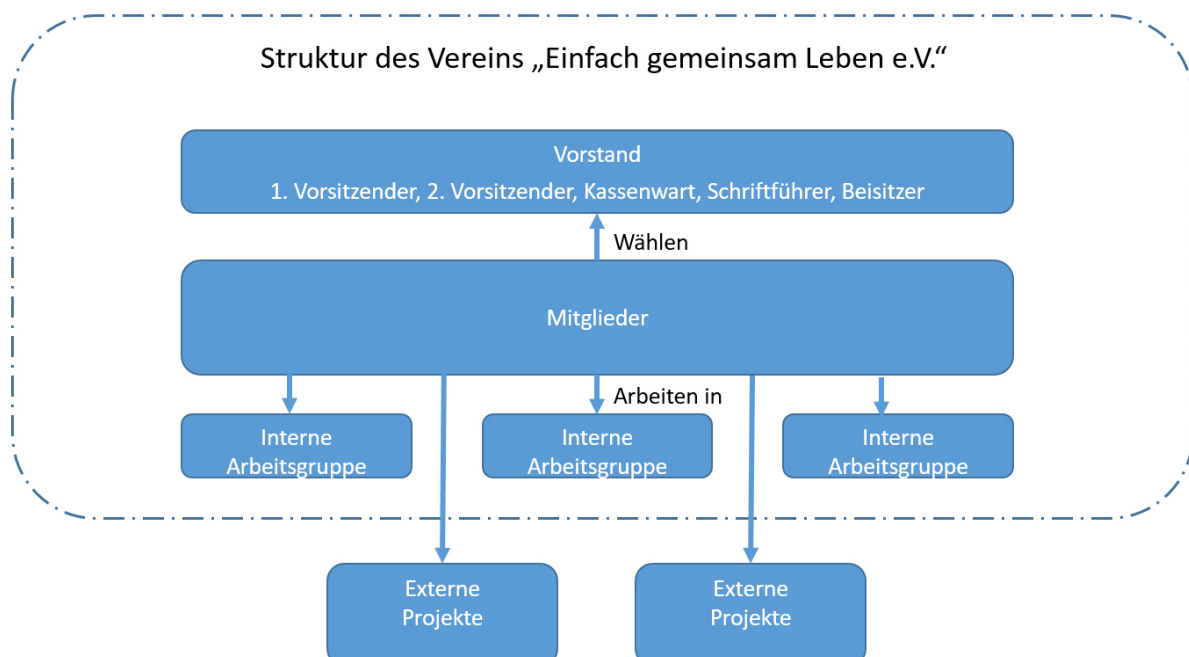 Struktur des Vereins „Einfach gemeinsam Leben e.V.“
Vorstand
1. Vorsitzender, 2. Vorsitzender, Kassenwart, Schriftführer, Beisitzer
Wählen
Mitglieder
Arbeiten in
Interne
Arbeitsgruppe
Interne
Arbeitsgruppe
Interne
Arbeitsgruppe
Externe
Projekte
Externe
Projekte